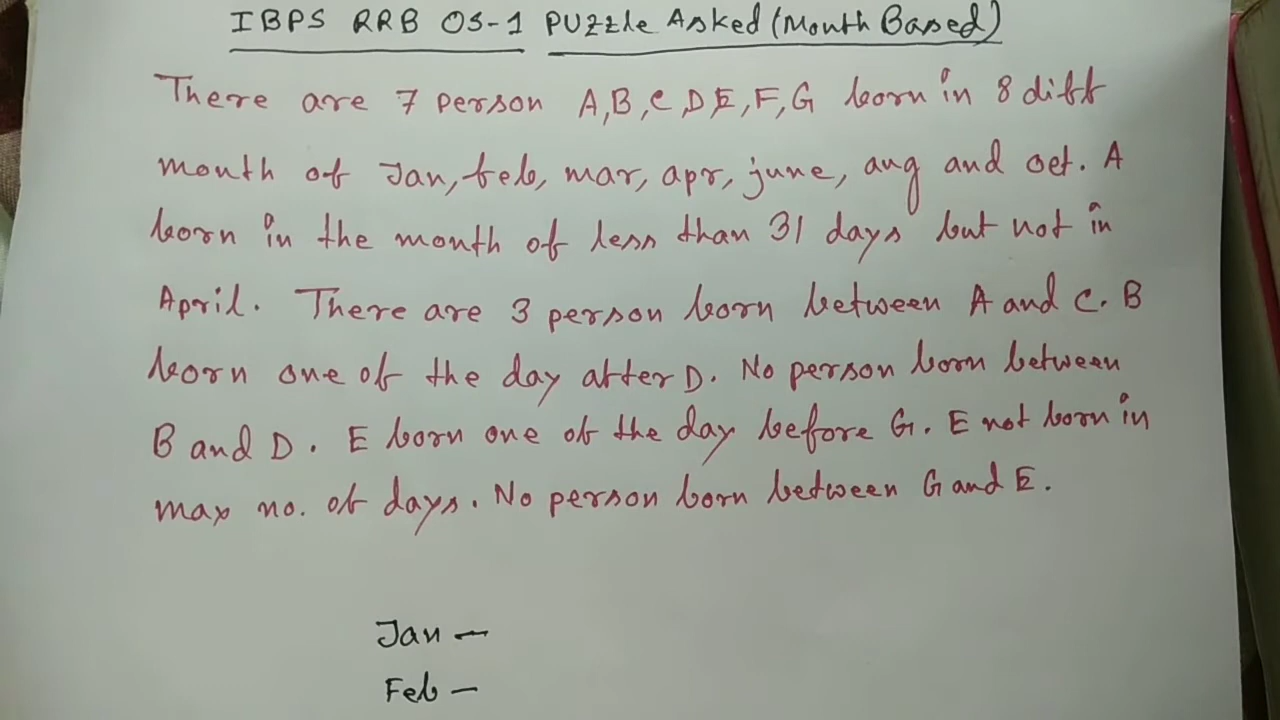 IBPS RRB OS-1 PUZZle Asked (Month Based)
There are 7 person A,B,C,D,E,F,G born in 8 diff
month of Jan, feb, mar, apr, june, aug and oct. A
born in the month of less than 31 days but not in
April. There are 3 person born between A and C. B
born one of the day after D. No person born between
B and D. E born one of the day before G. E not born in
max no. of days. No person born between G and E.
Jan —
Feb —